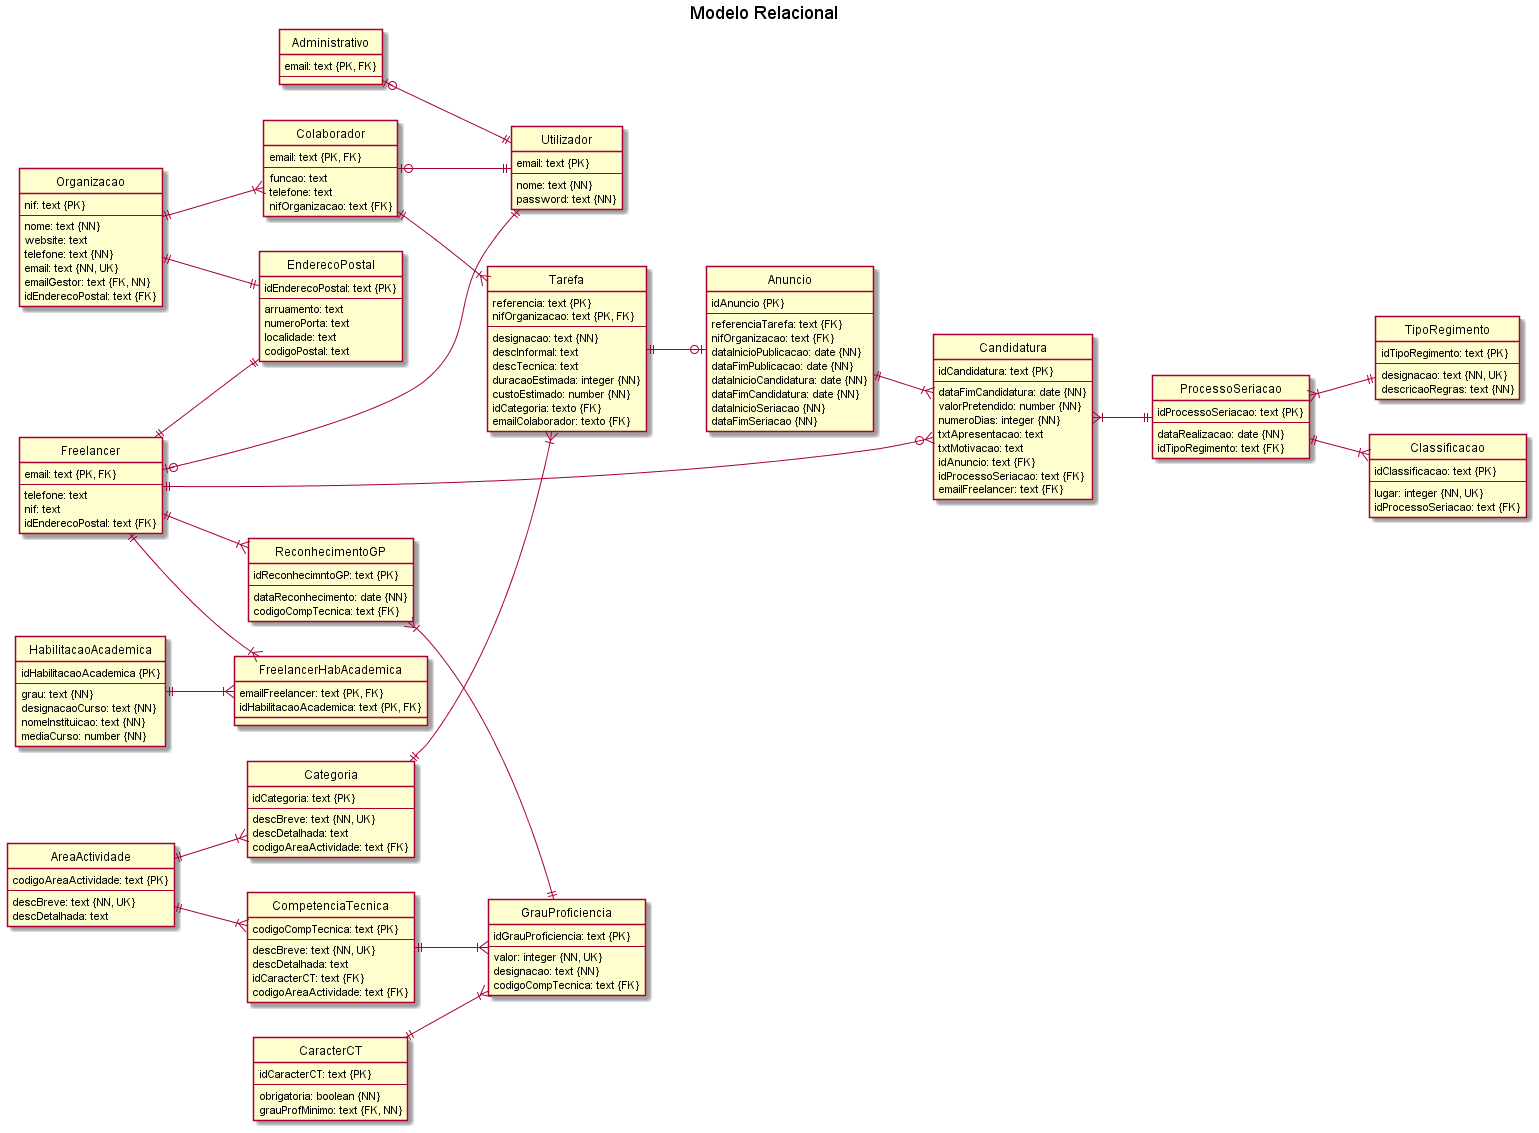 Modelo Relacional
Administrativo
email: text {PK, FK}
Colaborador
email: text {PK, FK}
funcao: text
telefone: text
nifOrganizacao: text {FK}
Utilizador
email: text {PK}
nome: text {NN}
password: text {NN}
Organizacao
nif: text {PK}
nome: text {NN}
website: text
telefone: text {NN}
email: text {NN, UK}
emailGestor: text {FK, NN}
idEnderecoPostal: text {FK}
EnderecoPostal
idEnderecoPostal: text {PK}
arruamento: text
numeroPorta: text
localidade: text
codigoPostal: text
Tarefa
referencia: text {PK}
nifOrganizacao: text {PK, FK}
designacao: text {NN}
descInformal: text
descTecnica: text
duracaoEstimada: integer {NN}
custoEstimado: number {NN}
idCategoria: texto {FK}
emailColaborador: texto {FK}
Anuncio
idAnuncio {PK}
referenciaTarefa: text {FK}
nifOrganizacao: text {FK}
dataInicioPublicacao: date {NN}
dataFimPublicacao: date {NN}
dataInicioCandidatura: date {NN}
dataFimCandidatura: date {NN}
dataInicioSeriacao {NN}
dataFimSeriacao {NN}
Candidatura
idCandidatura: text {PK}
dataFimCandidatura: date {NN}
valorPretendido: number {NN}
numeroDias: integer {NN}
txtApresentacao: text
txtMotivacao: text
idAnuncio: text {FK}
idProcessoSeriacao: text {FK}
emailFreelancer: text {FK}
ProcessoSeriacao
idProcessoSeriacao: text {PK}
dataRealizacao: date {NN}
idTipoRegimento: text {FK}
TipoRegimento
idTipoRegimento: text {PK}
designacao: text {NN, UK}
descricaoRegras: text {NN}
Classificacao
idClassificacao: text {PK}
lugar: integer {NN, UK}
idProcessoSeriacao: text {FK}
Freelancer
email: text {PK, FK}
telefone: text
nif: text
idEnderecoPostal: text {FK}
ReconhecimentoGP
idReconhecimntoGP: text {PK}
dataReconhecimento: date {NN}
codigoCompTecnica: text {FK}
HabilitacaoAcademica
idHabilitacaoAcademica {PK}
grau: text {NN}
designacaoCurso: text {NN}
nomeInstituicao: text {NN}
mediaCurso: number {NN}
FreelancerHabAcademica
emailFreelancer: text {PK, FK}
idHabilitacaoAcademica: text {PK, FK}
Categoria
idCategoria: text {PK}
descBreve: text {NN, UK}
descDetalhada: text
codigoAreaActividade: text {FK}
AreaActividade
codigoAreaActividade: text {PK}
descBreve: text {NN, UK}
descDetalhada: text
CompetenciaTecnica
codigoCompTecnica: text {PK}
descBreve: text {NN, UK}
descDetalhada: text
idCaracterCT: text {FK}
codigoAreaActividade: text {FK}
GrauProficiencia
idGrauProficiencia: text {PK}
valor: integer {NN, UK}
designacao: text {NN}
codigoCompTecnica: text {FK}
CaracterCT
idCaracterCT: text {PK}
obrigatoria: boolean {NN}
grauProfMinimo: text {FK, NN}